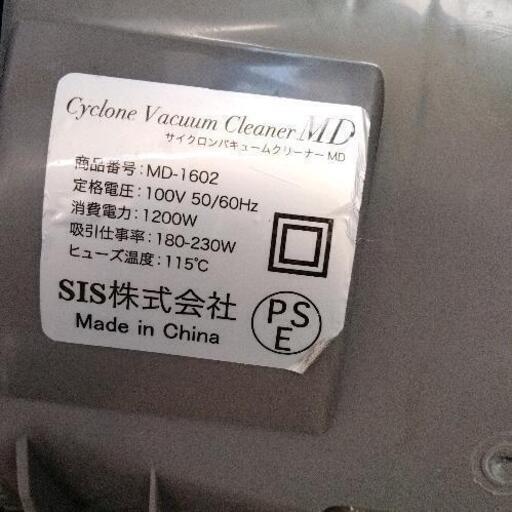 Cyclone Vacuum Cleaner MD
サイクロンバキュームクリーナー MD
商品番号：MD-1602
定格電圧：100V 50/60Hz
消費電力：1200W
吸引仕事率：180-230W
ヒューズ温度：115℃
SIS株式会社
Made in China
PS
E